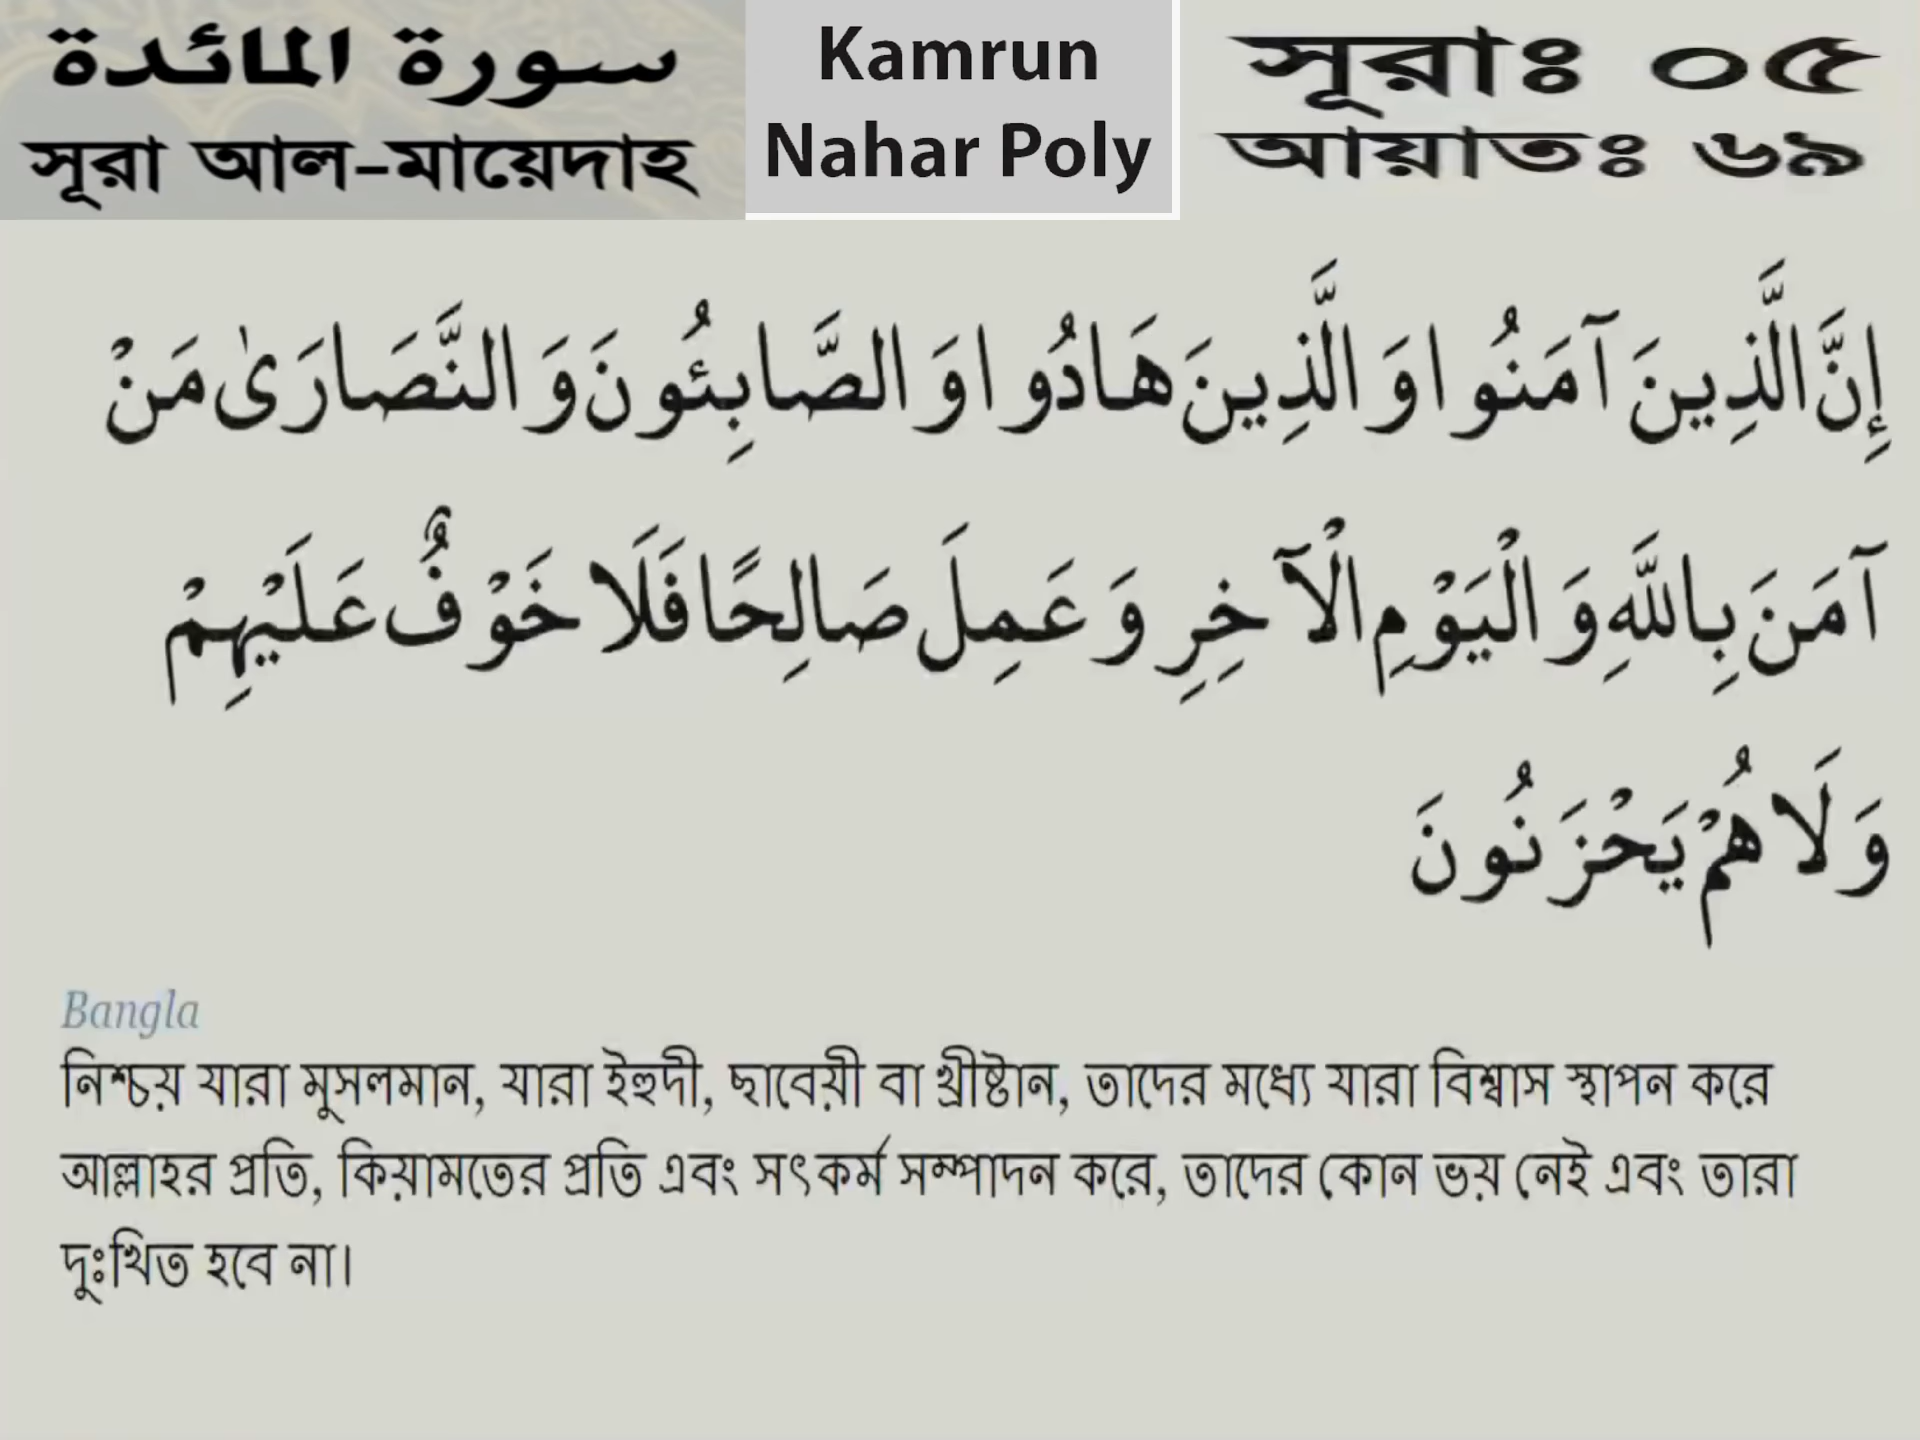 سورة المائدة
সূরা আল-মায়েদাহ
Kamrun
Nahar Poly
সূরাঃ ০৫
আয়াতঃ ৬৯
إِنَّ الَّذِينَ آمَنُوا وَالَّذِينَ هَادُوا وَالصَّابِئُونَ وَالنَّصَارَىٰ مَنْ
آمَنَ بِاللَّهِ وَالْيَوْمِ الْآخِرِ وَعَمِلَ صَالِحًا فَلَا خَوْفٌ عَلَيْهِمْ
وَلَا هُمْ يَحْزَنُونَ
Bangla
নিশ্চয় যারা মুসলমান, যারা ইহুদী, ছাবেয়ী বা খ্রীষ্টান, তাদের মধ্যে যারা বিশ্বাস স্থাপন করে
আল্লাহর প্রতি, কিয়ামতের প্রতি এবং সৎকর্ম সম্পাদন করে, তাদের কোন ভয় নেই এবং তারা
দুঃখিত হবে না।